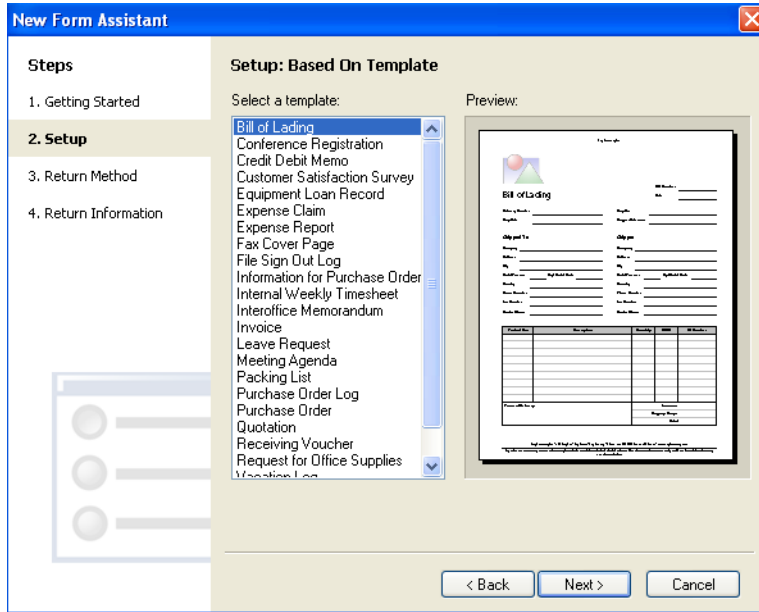 New Form Assistant
Steps
1. Getting Started
2. Setup
3. Return Method
4. Return Information
Setup: Based On Template
Select a template:
Bill of Lading
Conference Registration
Credit Debit Memo
Customer Satisfaction Survey
Equipment Loan Record
Expense Claim
Expense Report
Fax Cover Page
File Sign Out Log
Information for Purchase Order
Internal Weekly Timesheet
Interoffice Memorandum
Invoice
Leave Request
Meeting Agenda
Packing List
Purchase Order Log
Purchase Order
Quotation
Receiving Voucher
Request for Office Supplies
Vacation Log
Preview:
Bill of Lading
< Back
Next >
Cancel